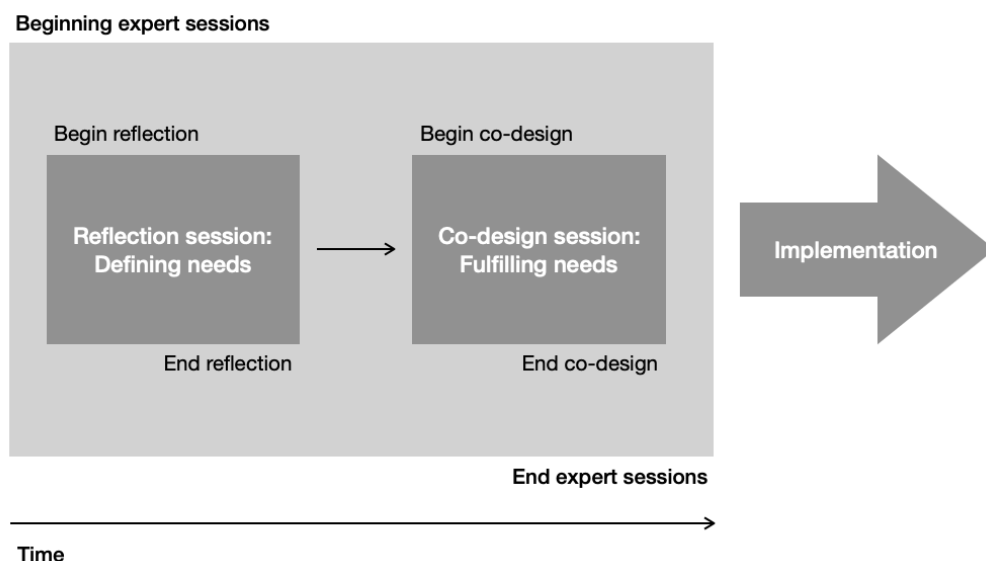 Beginning expert sessions
Begin reflection
Begin co-design
Reflection session:
Defining needs
Co-design session:
Fulfilling needs
Implementation
End reflection
End co-design
End expert sessions
Time